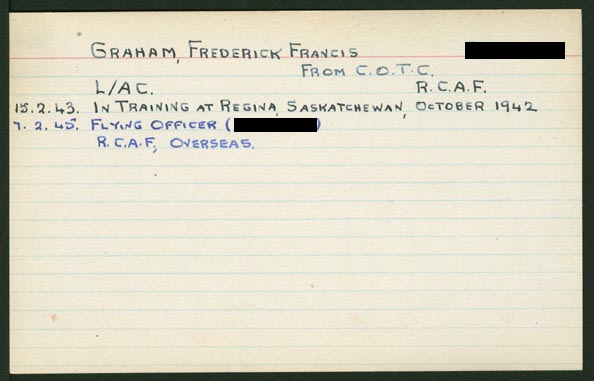 GRAHAM, FREDERICK FRANCIS
FROM C.O.T.C.
L/AC. R.C.A.F.
15.2.43. IN TRAINING AT REGINA, SASKATCHEWAN, OCTOBER 1942
7.2.45. FLYING OFFICER ( )
R.C.A.F, OVERSEAS.